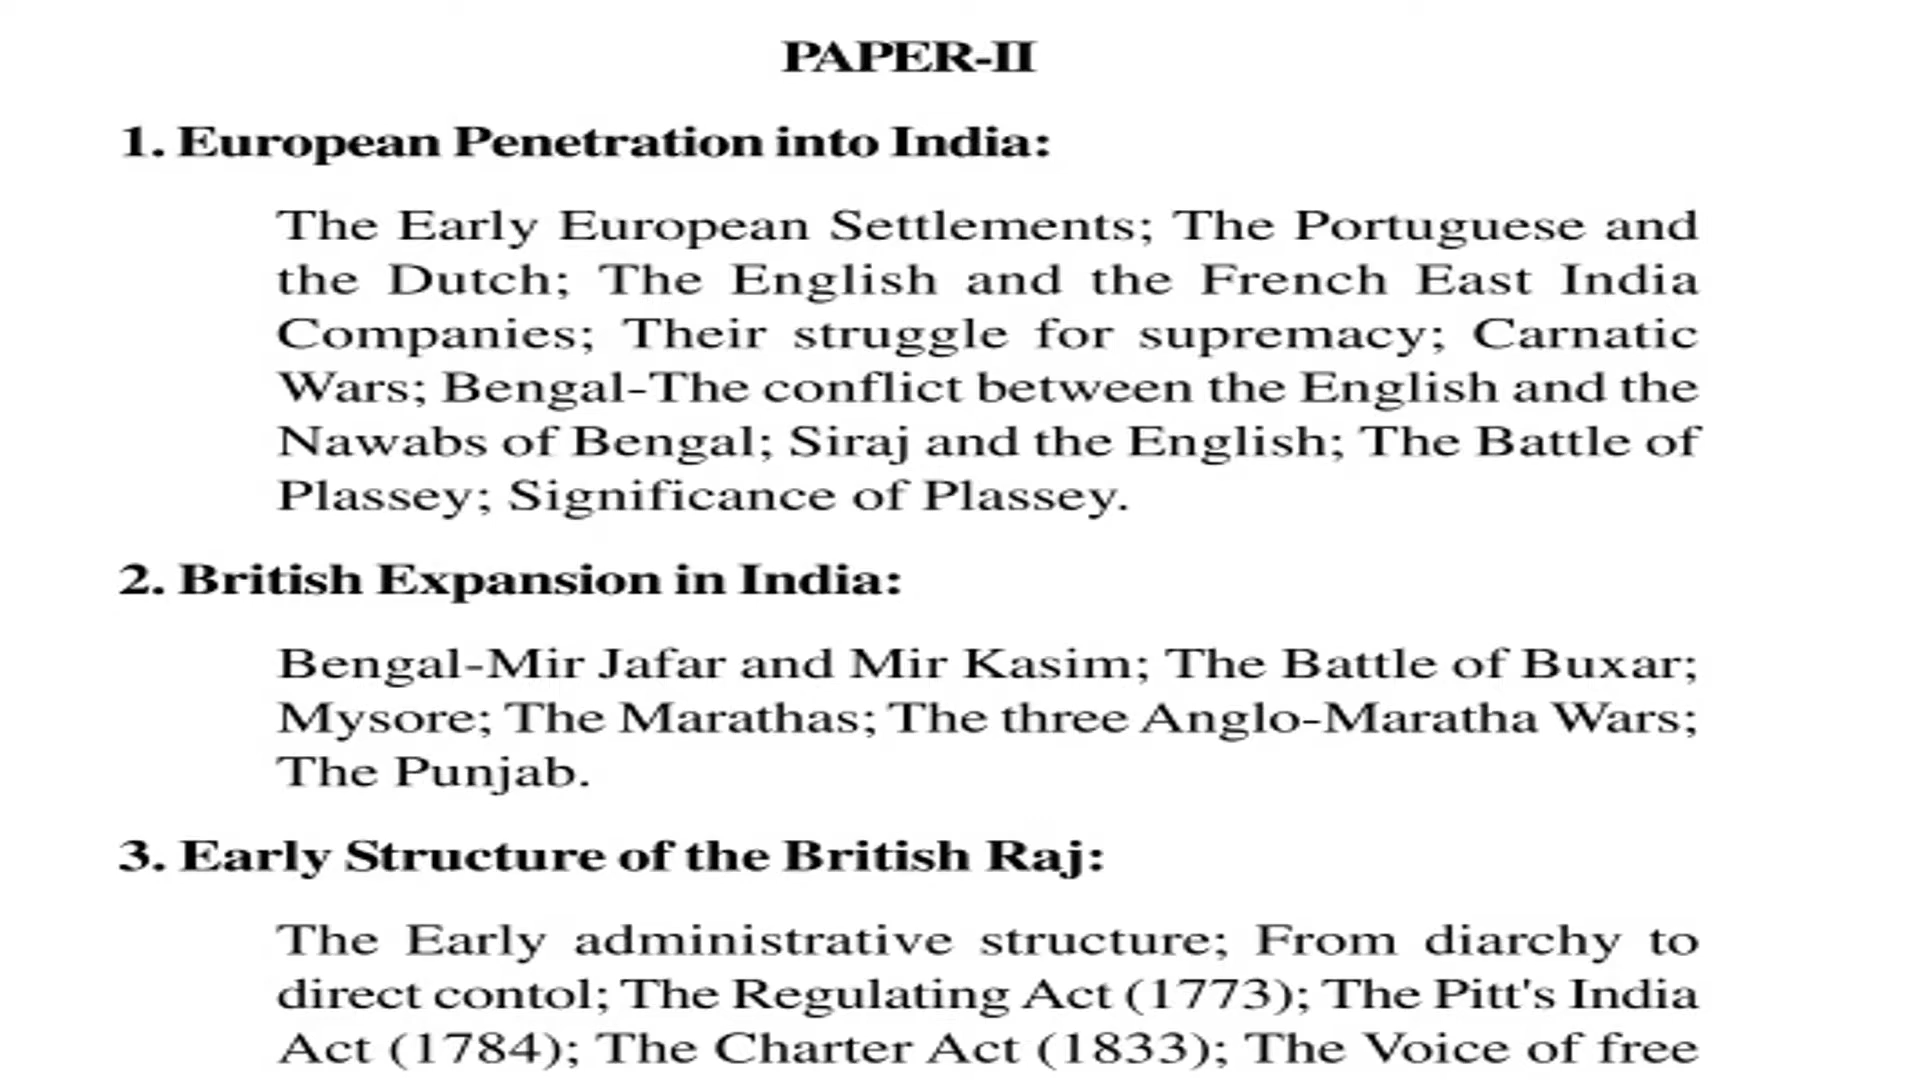 PAPER-II
1. European Penetration into India:
The Early European Settlements; The Portuguese and
the Dutch; The English and the French East India
Companies; Their struggle for supremacy; Carnatic
Wars; Bengal-The conflict between the English and the
Nawabs of Bengal; Siraj and the English; The Battle of
Plassey; Significance of Plassey.
2. British Expansion in India:
Bengal-Mir Jafar and Mir Kasim; The Battle of Buxar;
Mysore; The Marathas; The three Anglo-Maratha Wars;
The Punjab.
3. Early Structure of the British Raj:
The Early administrative structure; From diarchy to
direct contol; The Regulating Act (1773); The Pitt's India
Act (1784); The Charter Act (1833); The Voice of free